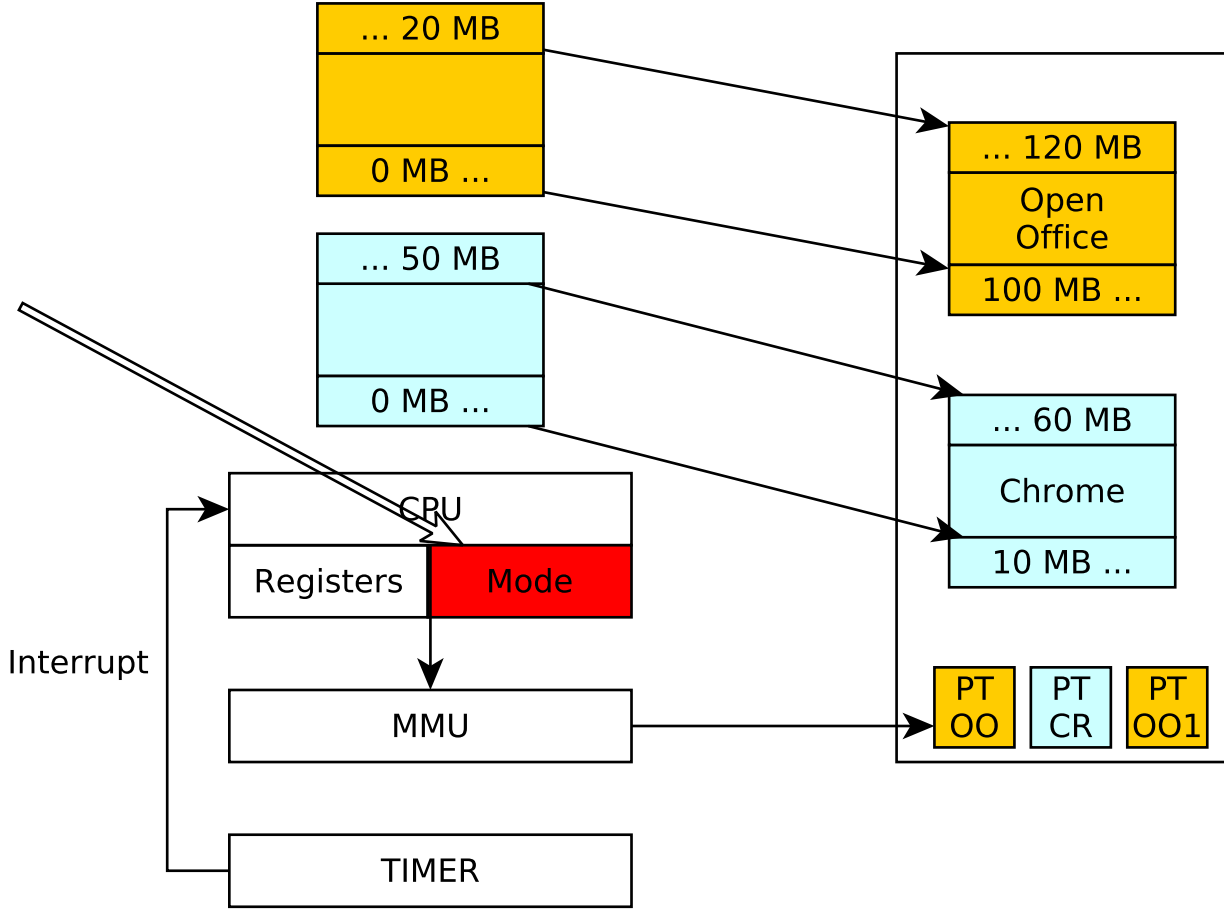 ... 20 MB
0 MB ...
... 50 MB
0 MB ...
... 120 MB
Open
Office
100 MB ...
... 60 MB
Chrome
10 MB ...
CPU
Registers
Mode
Interrupt
MMU
TIMER
PT
OO
PT
CR
PT
OO1